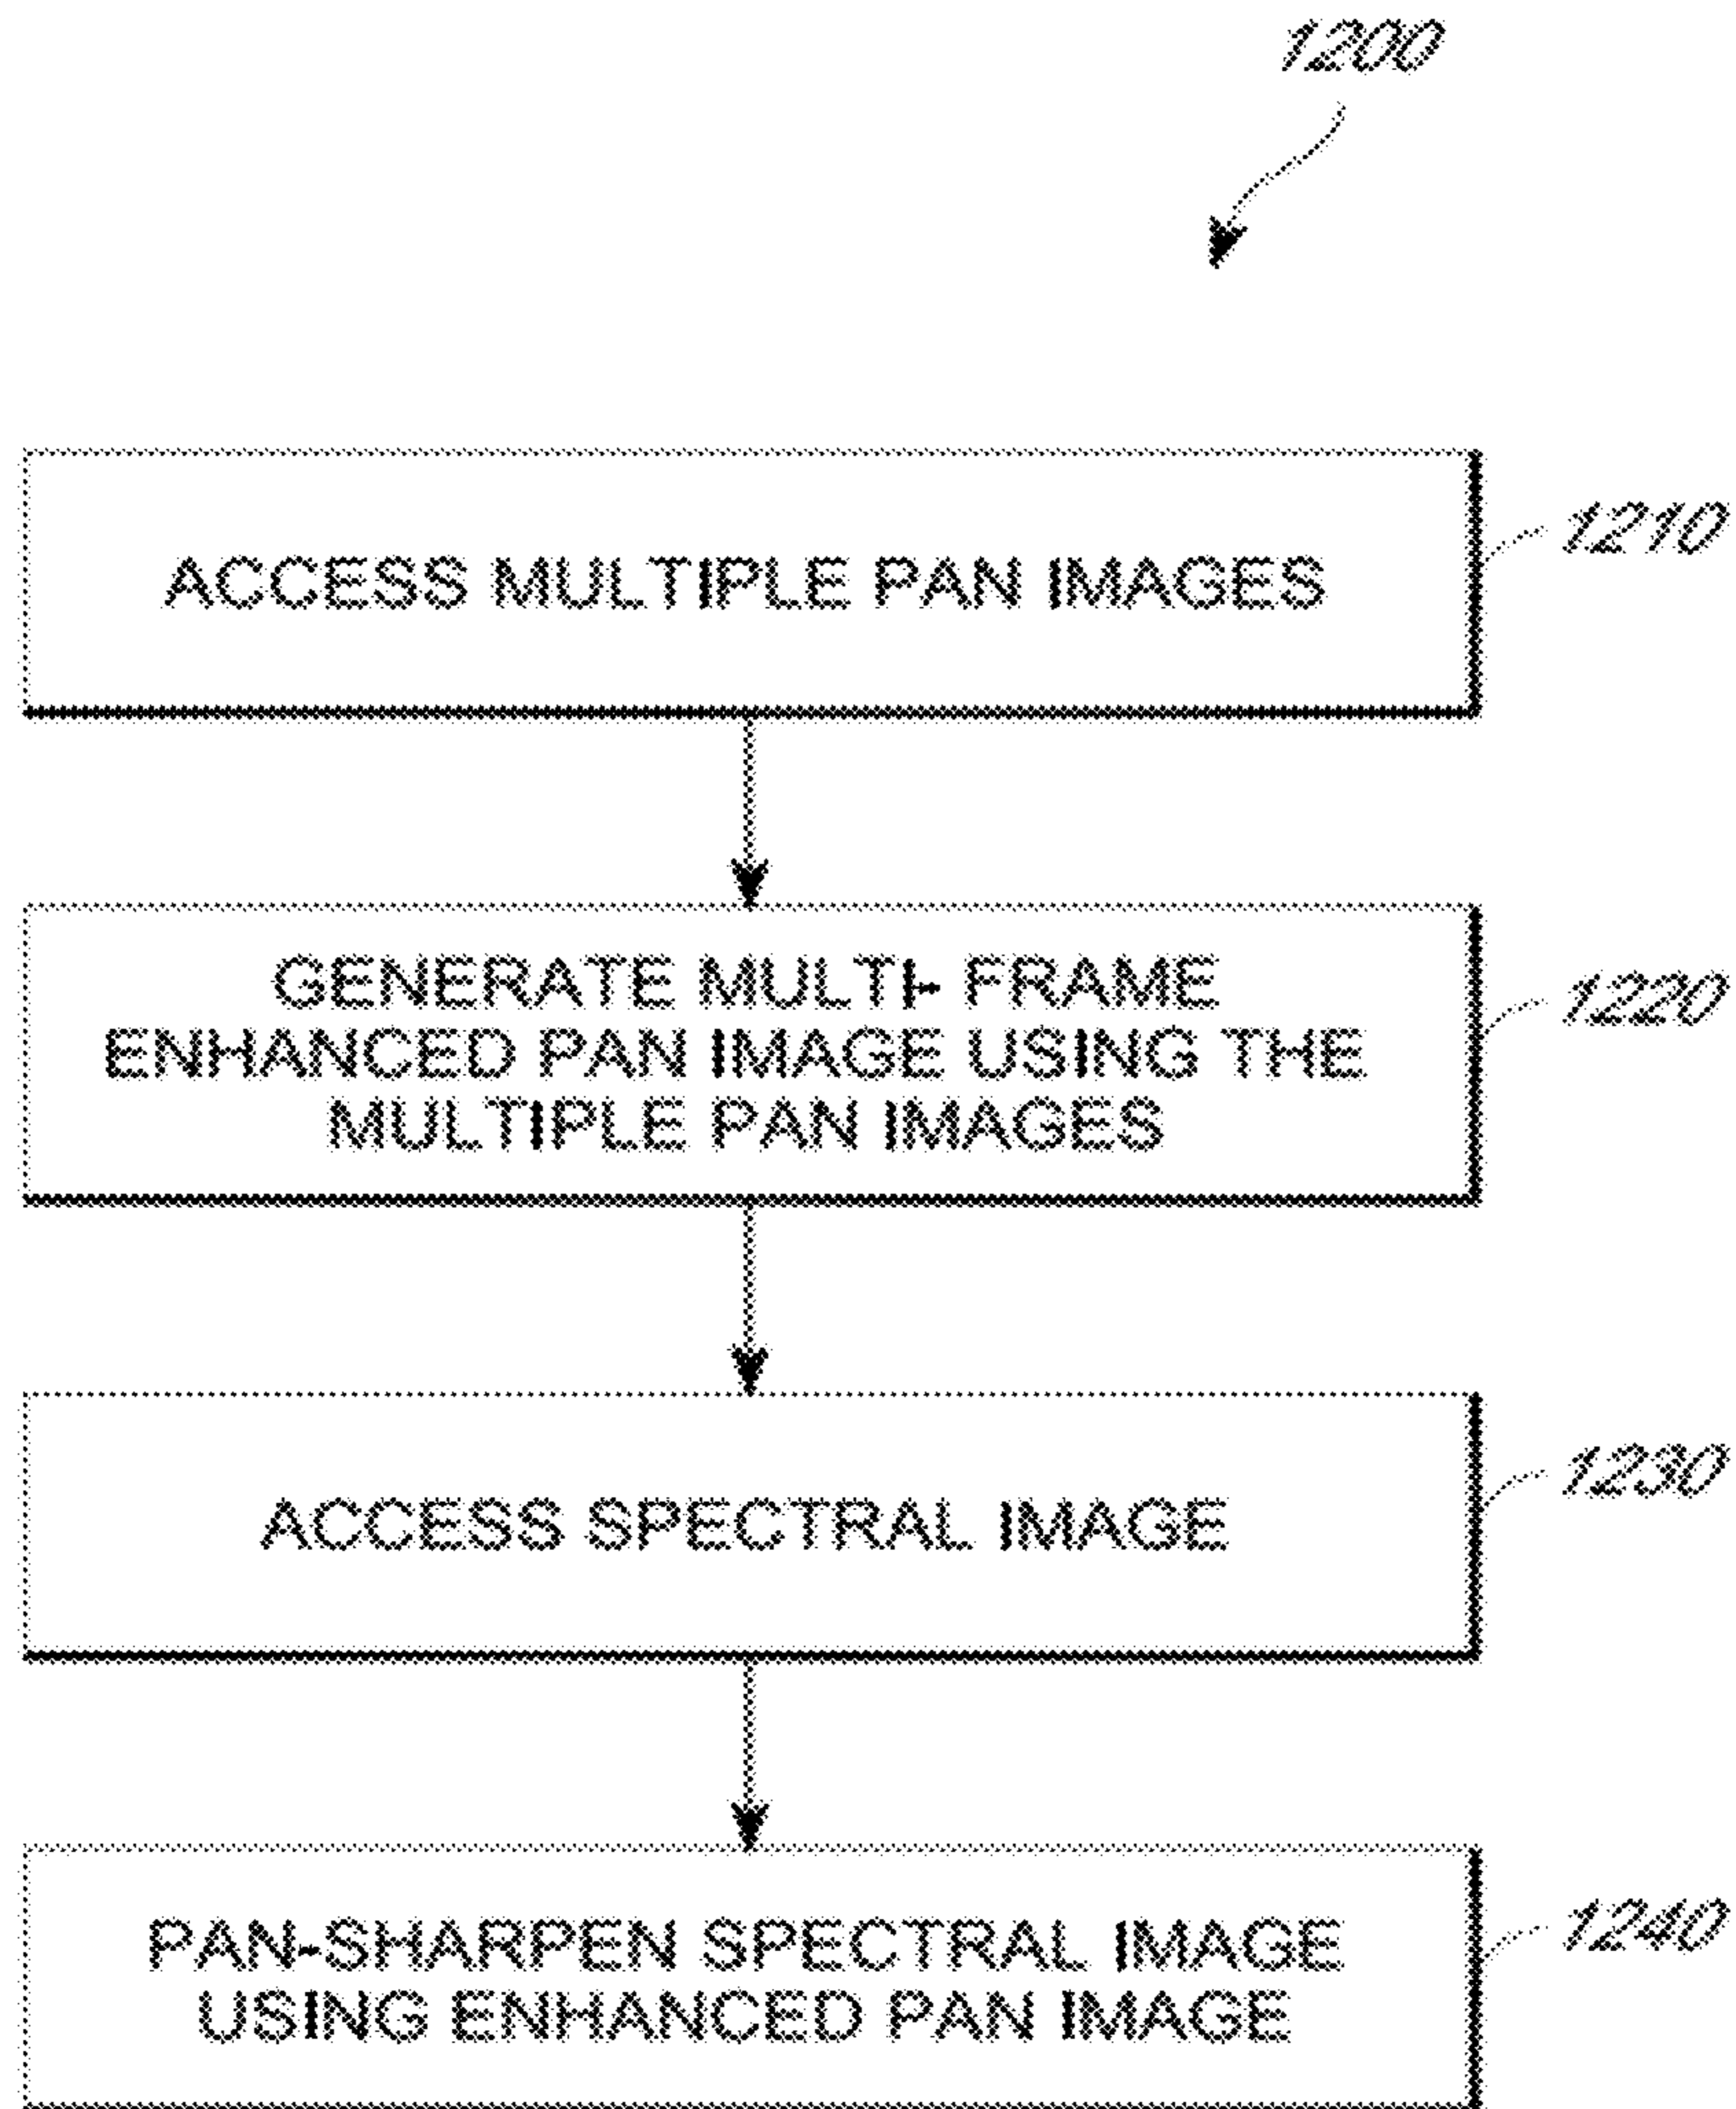 1200
ACCESS MULTIPLE PAN IMAGES
1210
GENERATE MULTI- FRAME
ENHANCED PAN IMAGE USING THE
MULTIPLE PAN IMAGES
1220
ACCESS SPECTRAL IMAGE
1230
PAN-SHARPEN SPECTRAL IMAGE
USING ENHANCED PAN IMAGE
1240